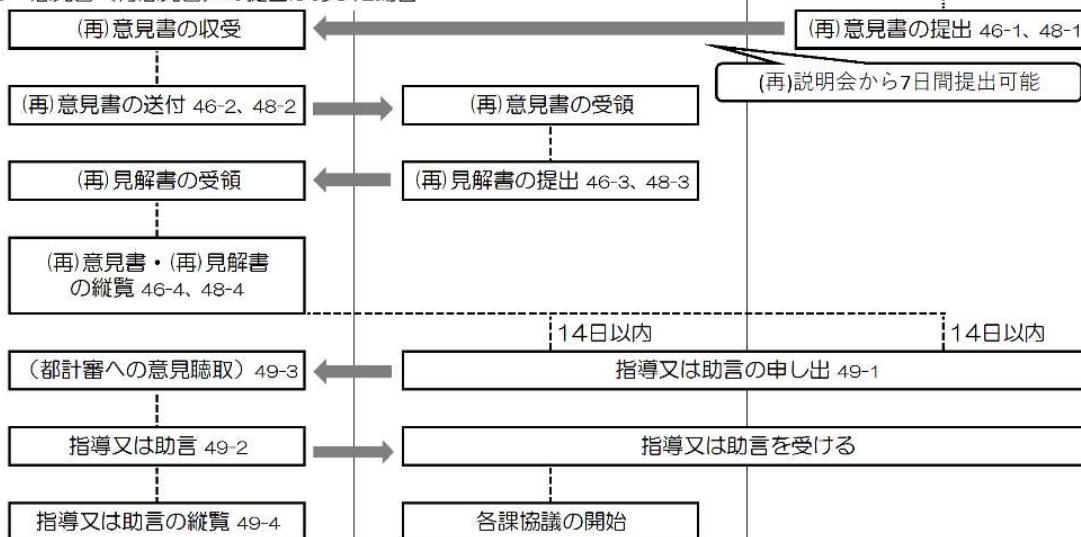 (再)意見書の収受
(再)意見書の提出 46-1、48-1
(再)説明会から7日間提出可能
(再)意見書の送付 46-2、48-2
(再)意見書の受領
(再)見解書の受領
(再)見解書の提出 46-3、48-3
(再)意見書・(再)見解書
の縦覧 46-4、48-4
14日以内
14日以内
(都計審への意見聴取) 49-3
指導又は助言の申し出 49-1
指導又は助言 49-2
指導又は助言を受ける
指導又は助言の縦覧 49-4
各課協議の開始